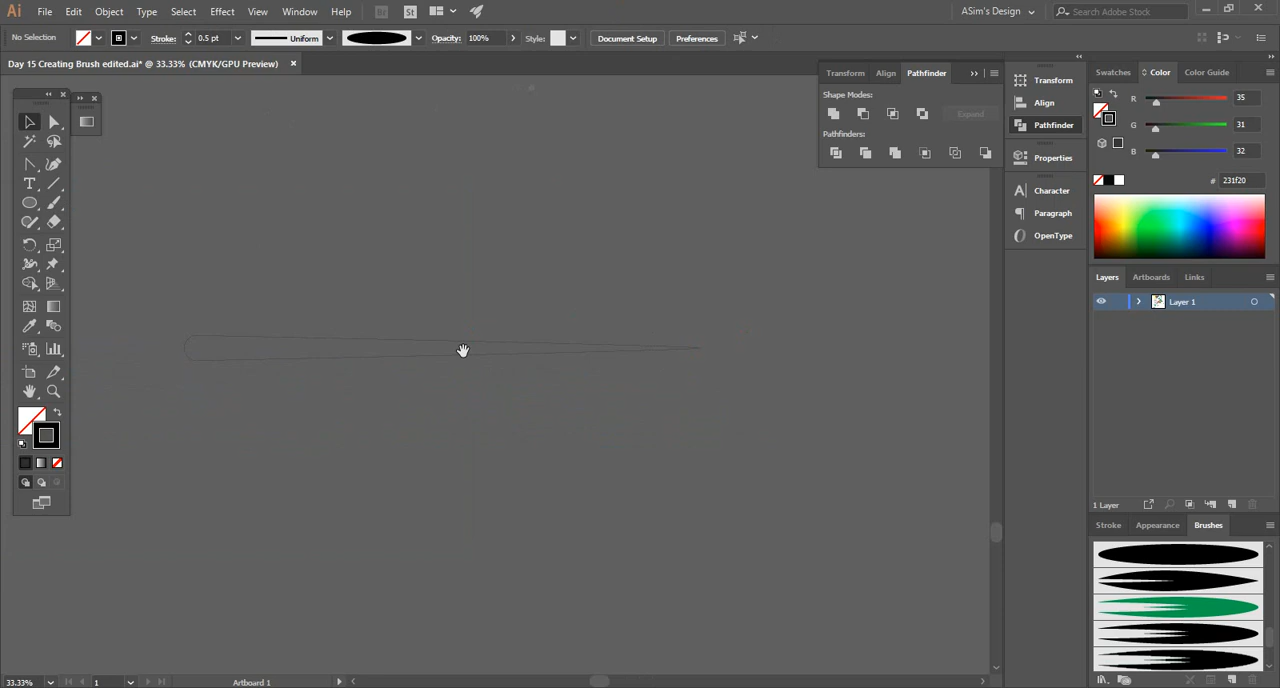 Ai File Edit Object Type Select Effect View Window Help Br St ASim's Design Search Adobe Stock
No Selection Stroke: 0.5 pt Uniform Opacity: 100% Style: Document Setup Preferences
Day 15 Creating Brush edited.ai* @ 33.33% (CMYK/GPU Preview)
Transform Align Pathfinder
Shape Modes:
Expand
Pathfinders:
Transform
Align
Pathfinder
Properties
Character
Paragraph
OpenType
Swatches Color Color Guide
R 35
G 31
B 32
# 231f20
Layers Artboards Links
Layer 1
1 Layer
Stroke Appearance Brushes
33.33% 1 Artboard 1